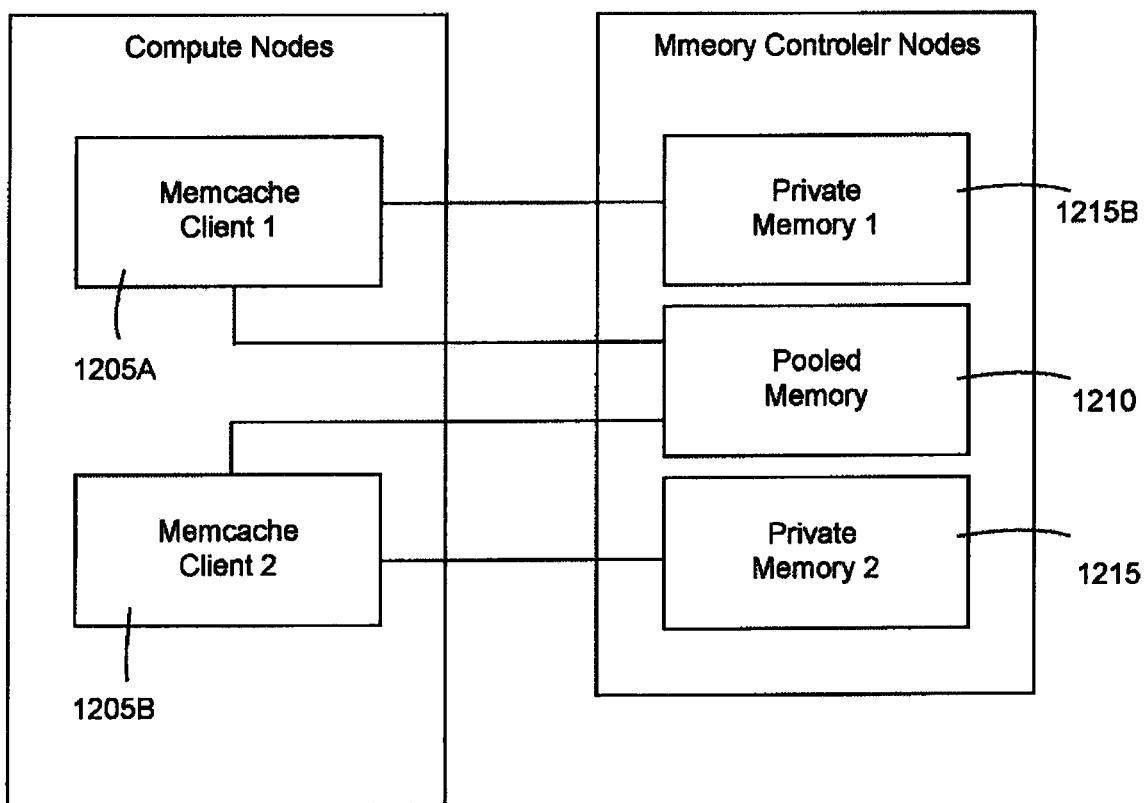 Compute Nodes
Memcache
Client 1
1205A
Memcache
Client 2
1205B
Mmeory Controlelr Nodes
Private
Memory 1
1215B
Pooled
Memory
1210
Private
Memory 2
1215